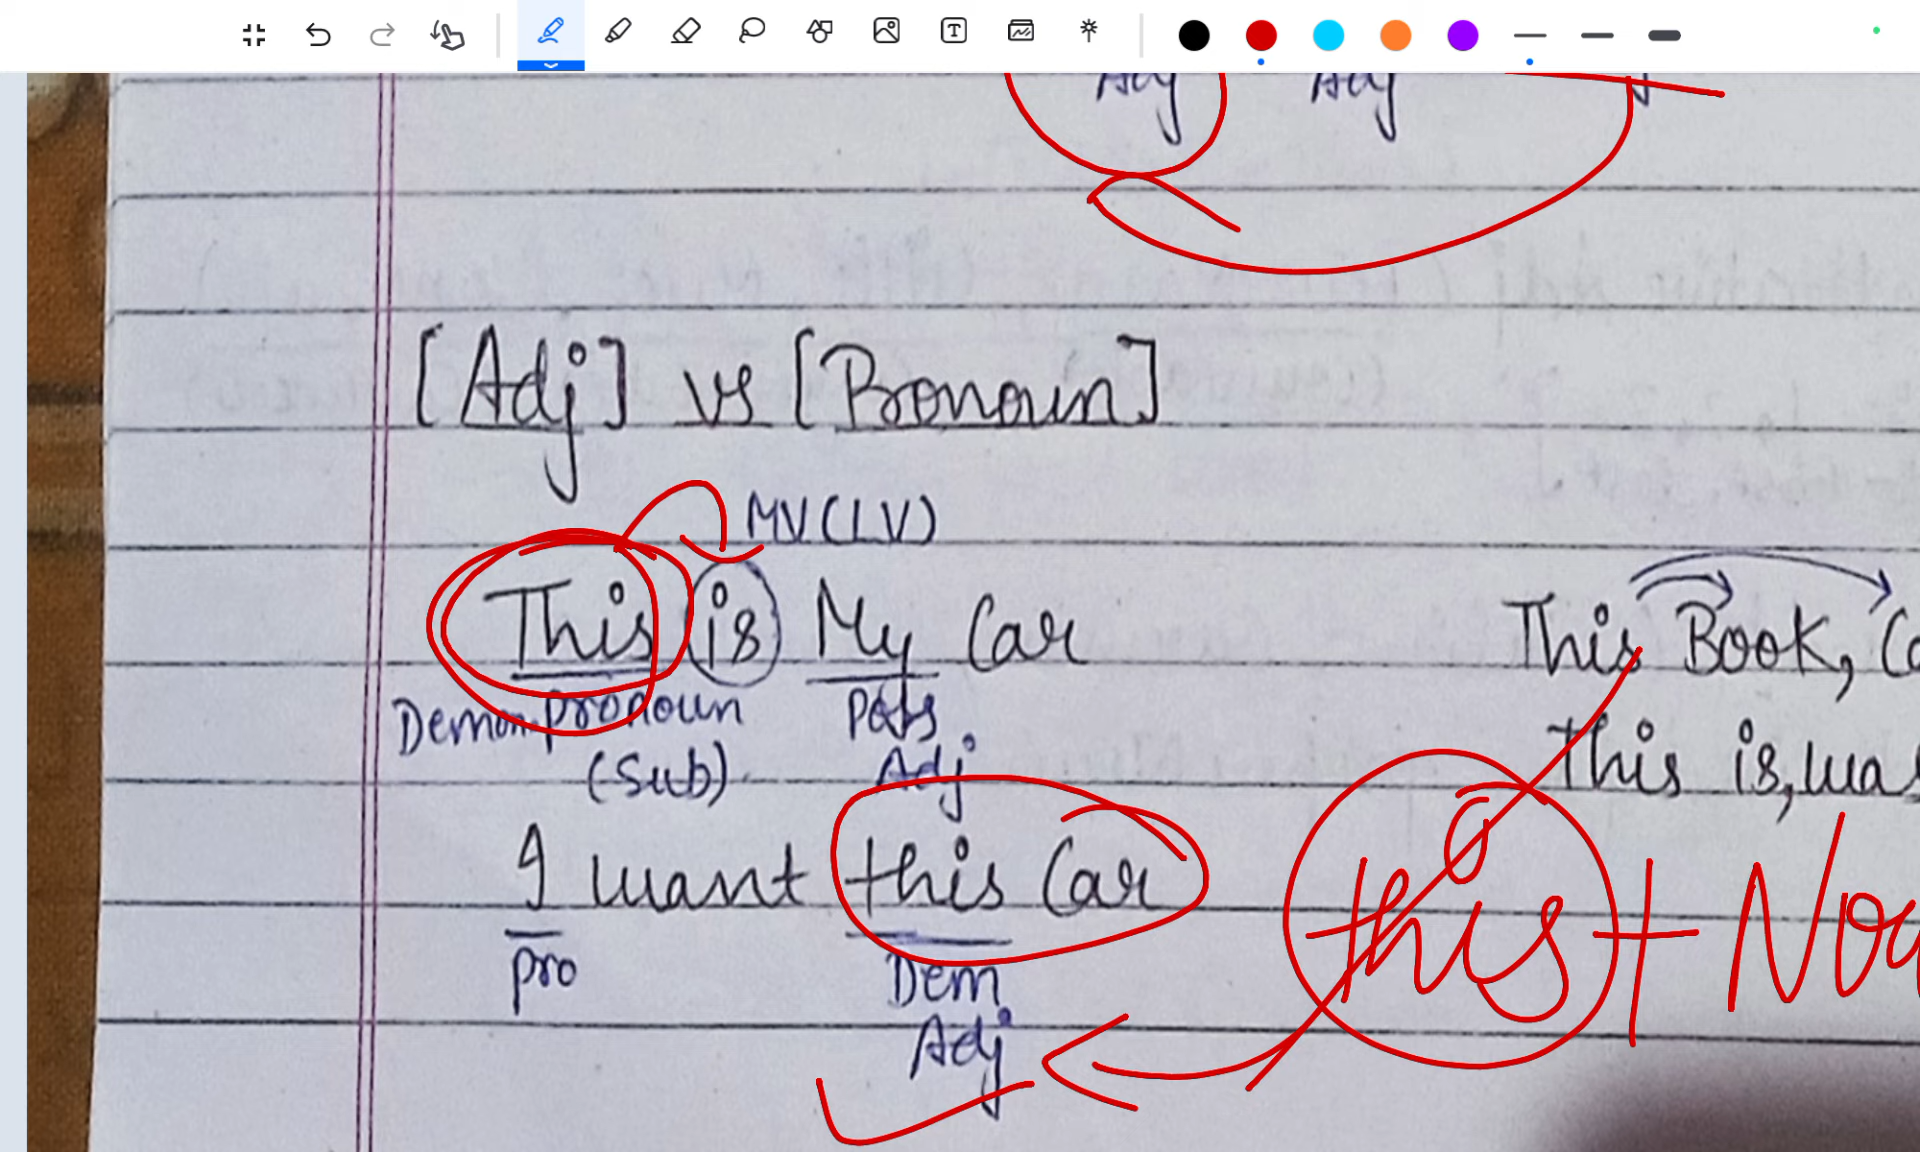 Adj Adj
[Adj] vs [Pronoun]
MV(LV)
This is My Car
Demon. pronoun Poss
(Sub) Adj
I want this Car
pro Dem
Adj
This Book,
This is, was
this + Nou